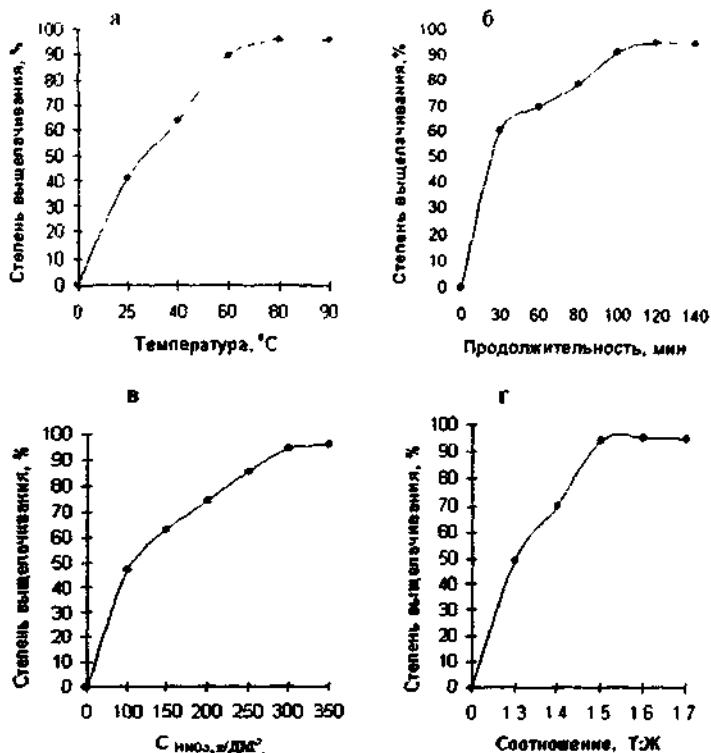 а
Степень выщелачивания, %
100
90
80
70
60
50
40
30
20
10
0
0 25 40 60 80 90
Температура, °С
б
Степень выщелачивания, %
100
90
80
70
60
50
40
30
20
10
0
0 30 60 80 100 120 140
Продолжительность, мин
в
Степень выщелачивания, %
100
90
80
70
60
50
40
30
20
10
0
0 100 150 200 250 300 350
С
г
Степень выщелачивания, %
100
90
80
70
60
50
40
30
20
10
0
0 1:3 1:4 1:5 1:6 1:7
Соотношение, Т:Ж